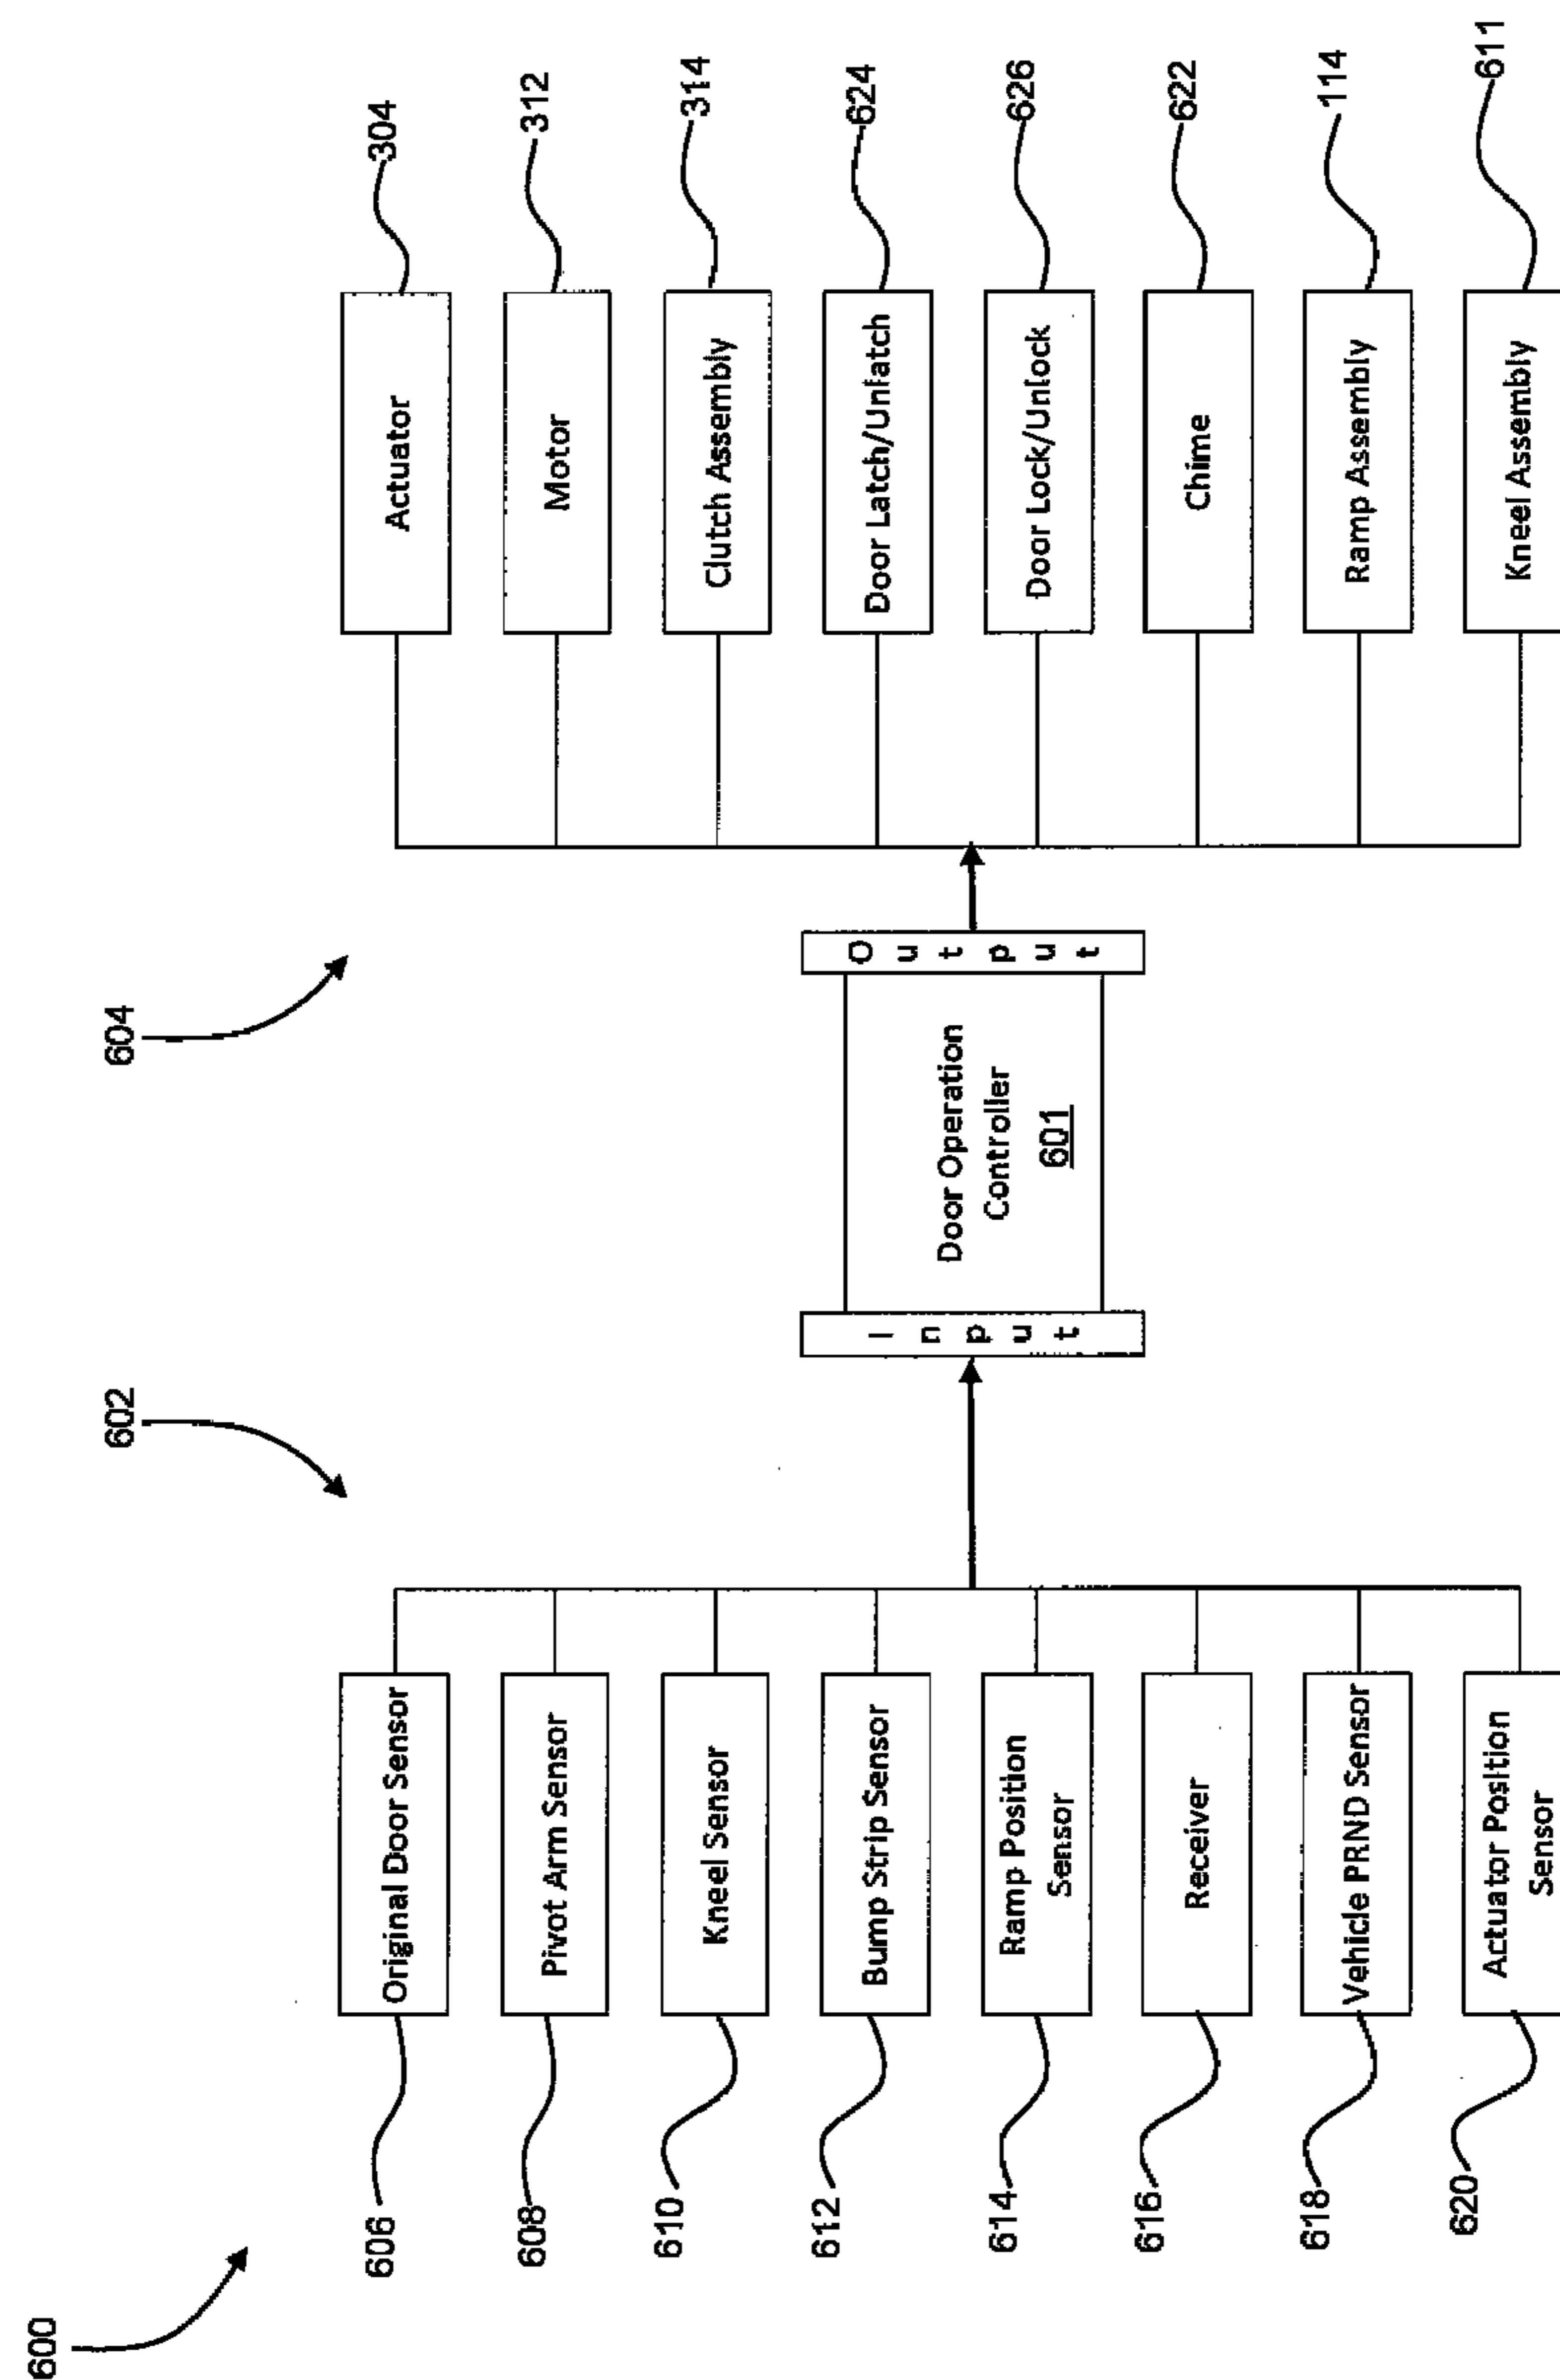 600
602
604
606
Original Door Sensor
608
Pivot Arm Sensor
610
Kneel Sensor
612
Bump Strip Sensor
614
Ramp Position
Sensor
616
Receiver
618
Vehicle PRND Sensor
620
Actuator Position
Sensor
Input
Door Operation
Controller
601
Output
Actuator
304
Motor
312
Clutch Assembly
314
Door Latch/Unlatch
624
Door Lock/Unlock
626
Chime
622
Ramp Assembly
114
Kneel Assembly
611